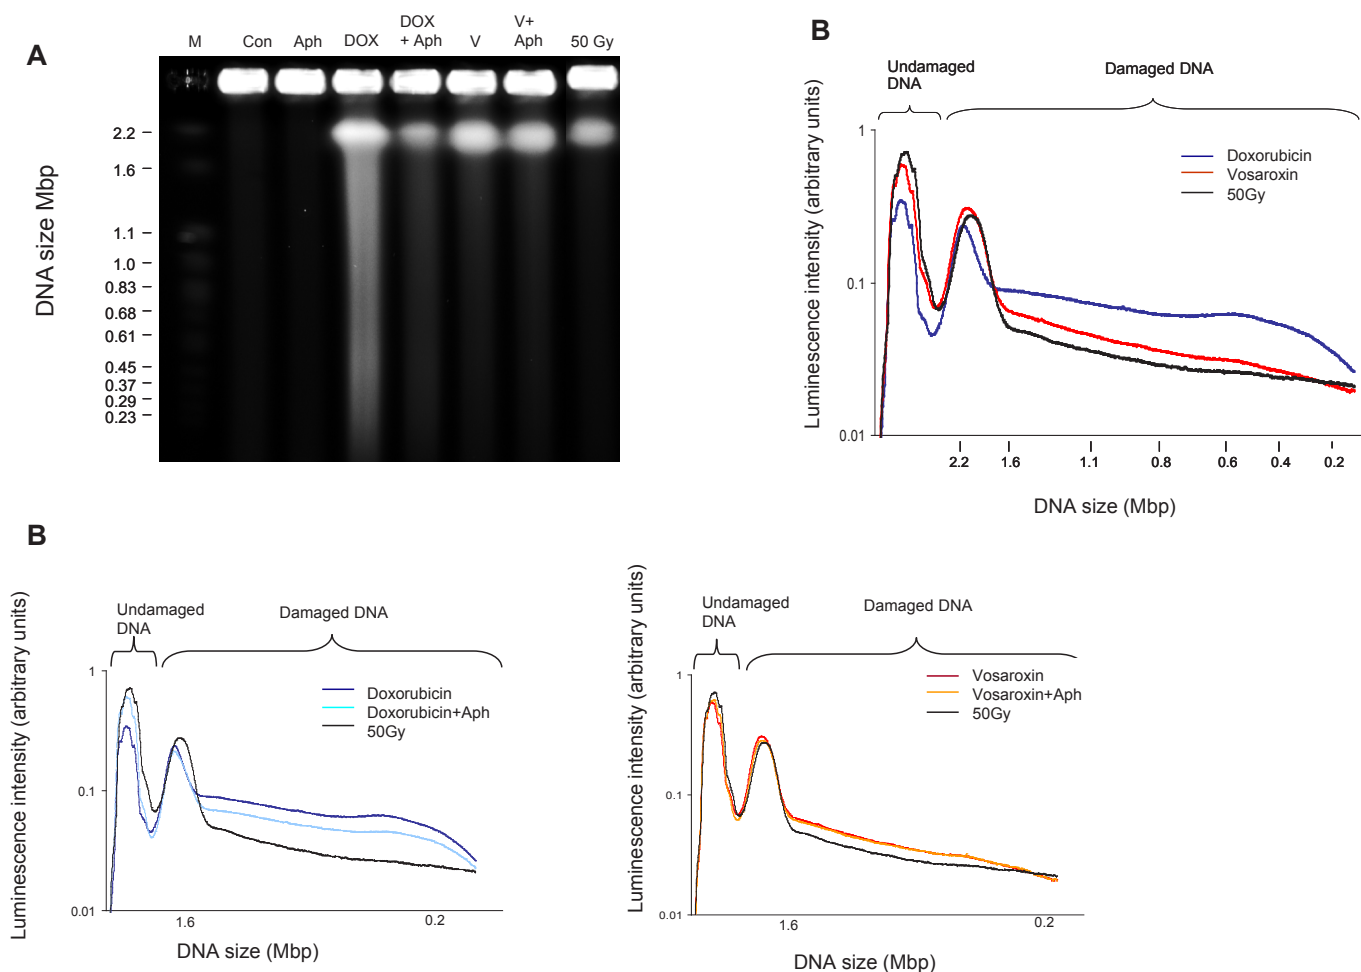 A
M
Con
Aph
DOX
DOX
+ Aph
V
V+
Aph
50 Gy
DNA size Mbp
2.2
1.6
1.1
1.0
0.83
0.68
0.61
0.45
0.37
0.29
0.23
B
Undamaged
DNA
Damaged DNA
Luminescence intensity (arbitrary units)
1
0.1
0.01
Doxorubicin
Vosaroxin
50Gy
2.2
1.6
1.1
0.8
0.6
0.4
0.2
DNA size (Mbp)
B
Undamaged
DNA
Damaged DNA
Luminescence intensity (arbitrary units)
1
0.1
0.01
Doxorubicin
Doxorubicin+Aph
50Gy
1.6
0.2
DNA size (Mbp)
Undamaged
DNA
Damaged DNA
Luminescence intensity (arbitrary units)
1
0.1
0.01
Vosaroxin
Vosaroxin+Aph
50Gy
1.6
0.2
DNA size (Mbp)